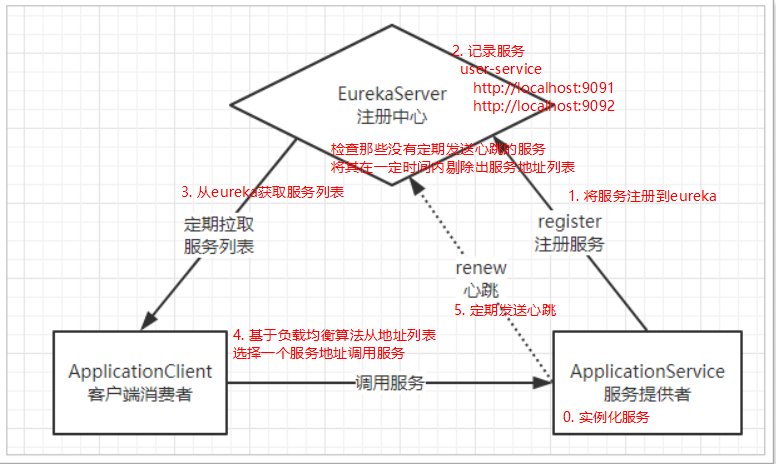 2. 记录服务
user-service
http://localhost:9091
http://localhost:9092
EurekaServer
注册中心
检查那些没有定期发送心跳的服务
将其在一定时间内剔除出服务地址列表
3. 从eureka获取服务列表
1. 将服务注册到eureka
定期拉取
服务列表
register
注册服务
renew
心跳
5. 定期发送心跳
4. 基于负载均衡算法从地址列表
选择一个服务地址调用服务
ApplicationClient
客户端消费者
调用服务
ApplicationService
服务提供者
0. 实例化服务